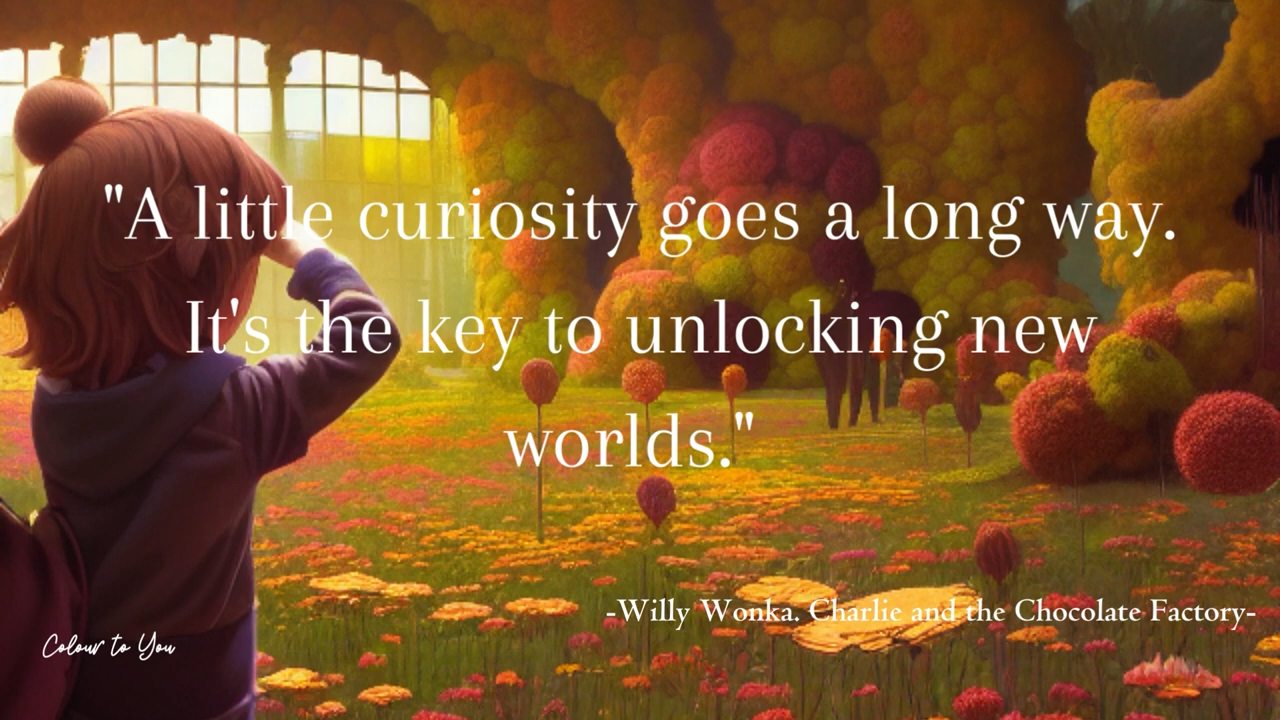 "A little curiosity goes a long way.
It's the key to unlocking new
worlds."
-Willy Wonka. Charlie and the Chocolate Factory-
Colour to You